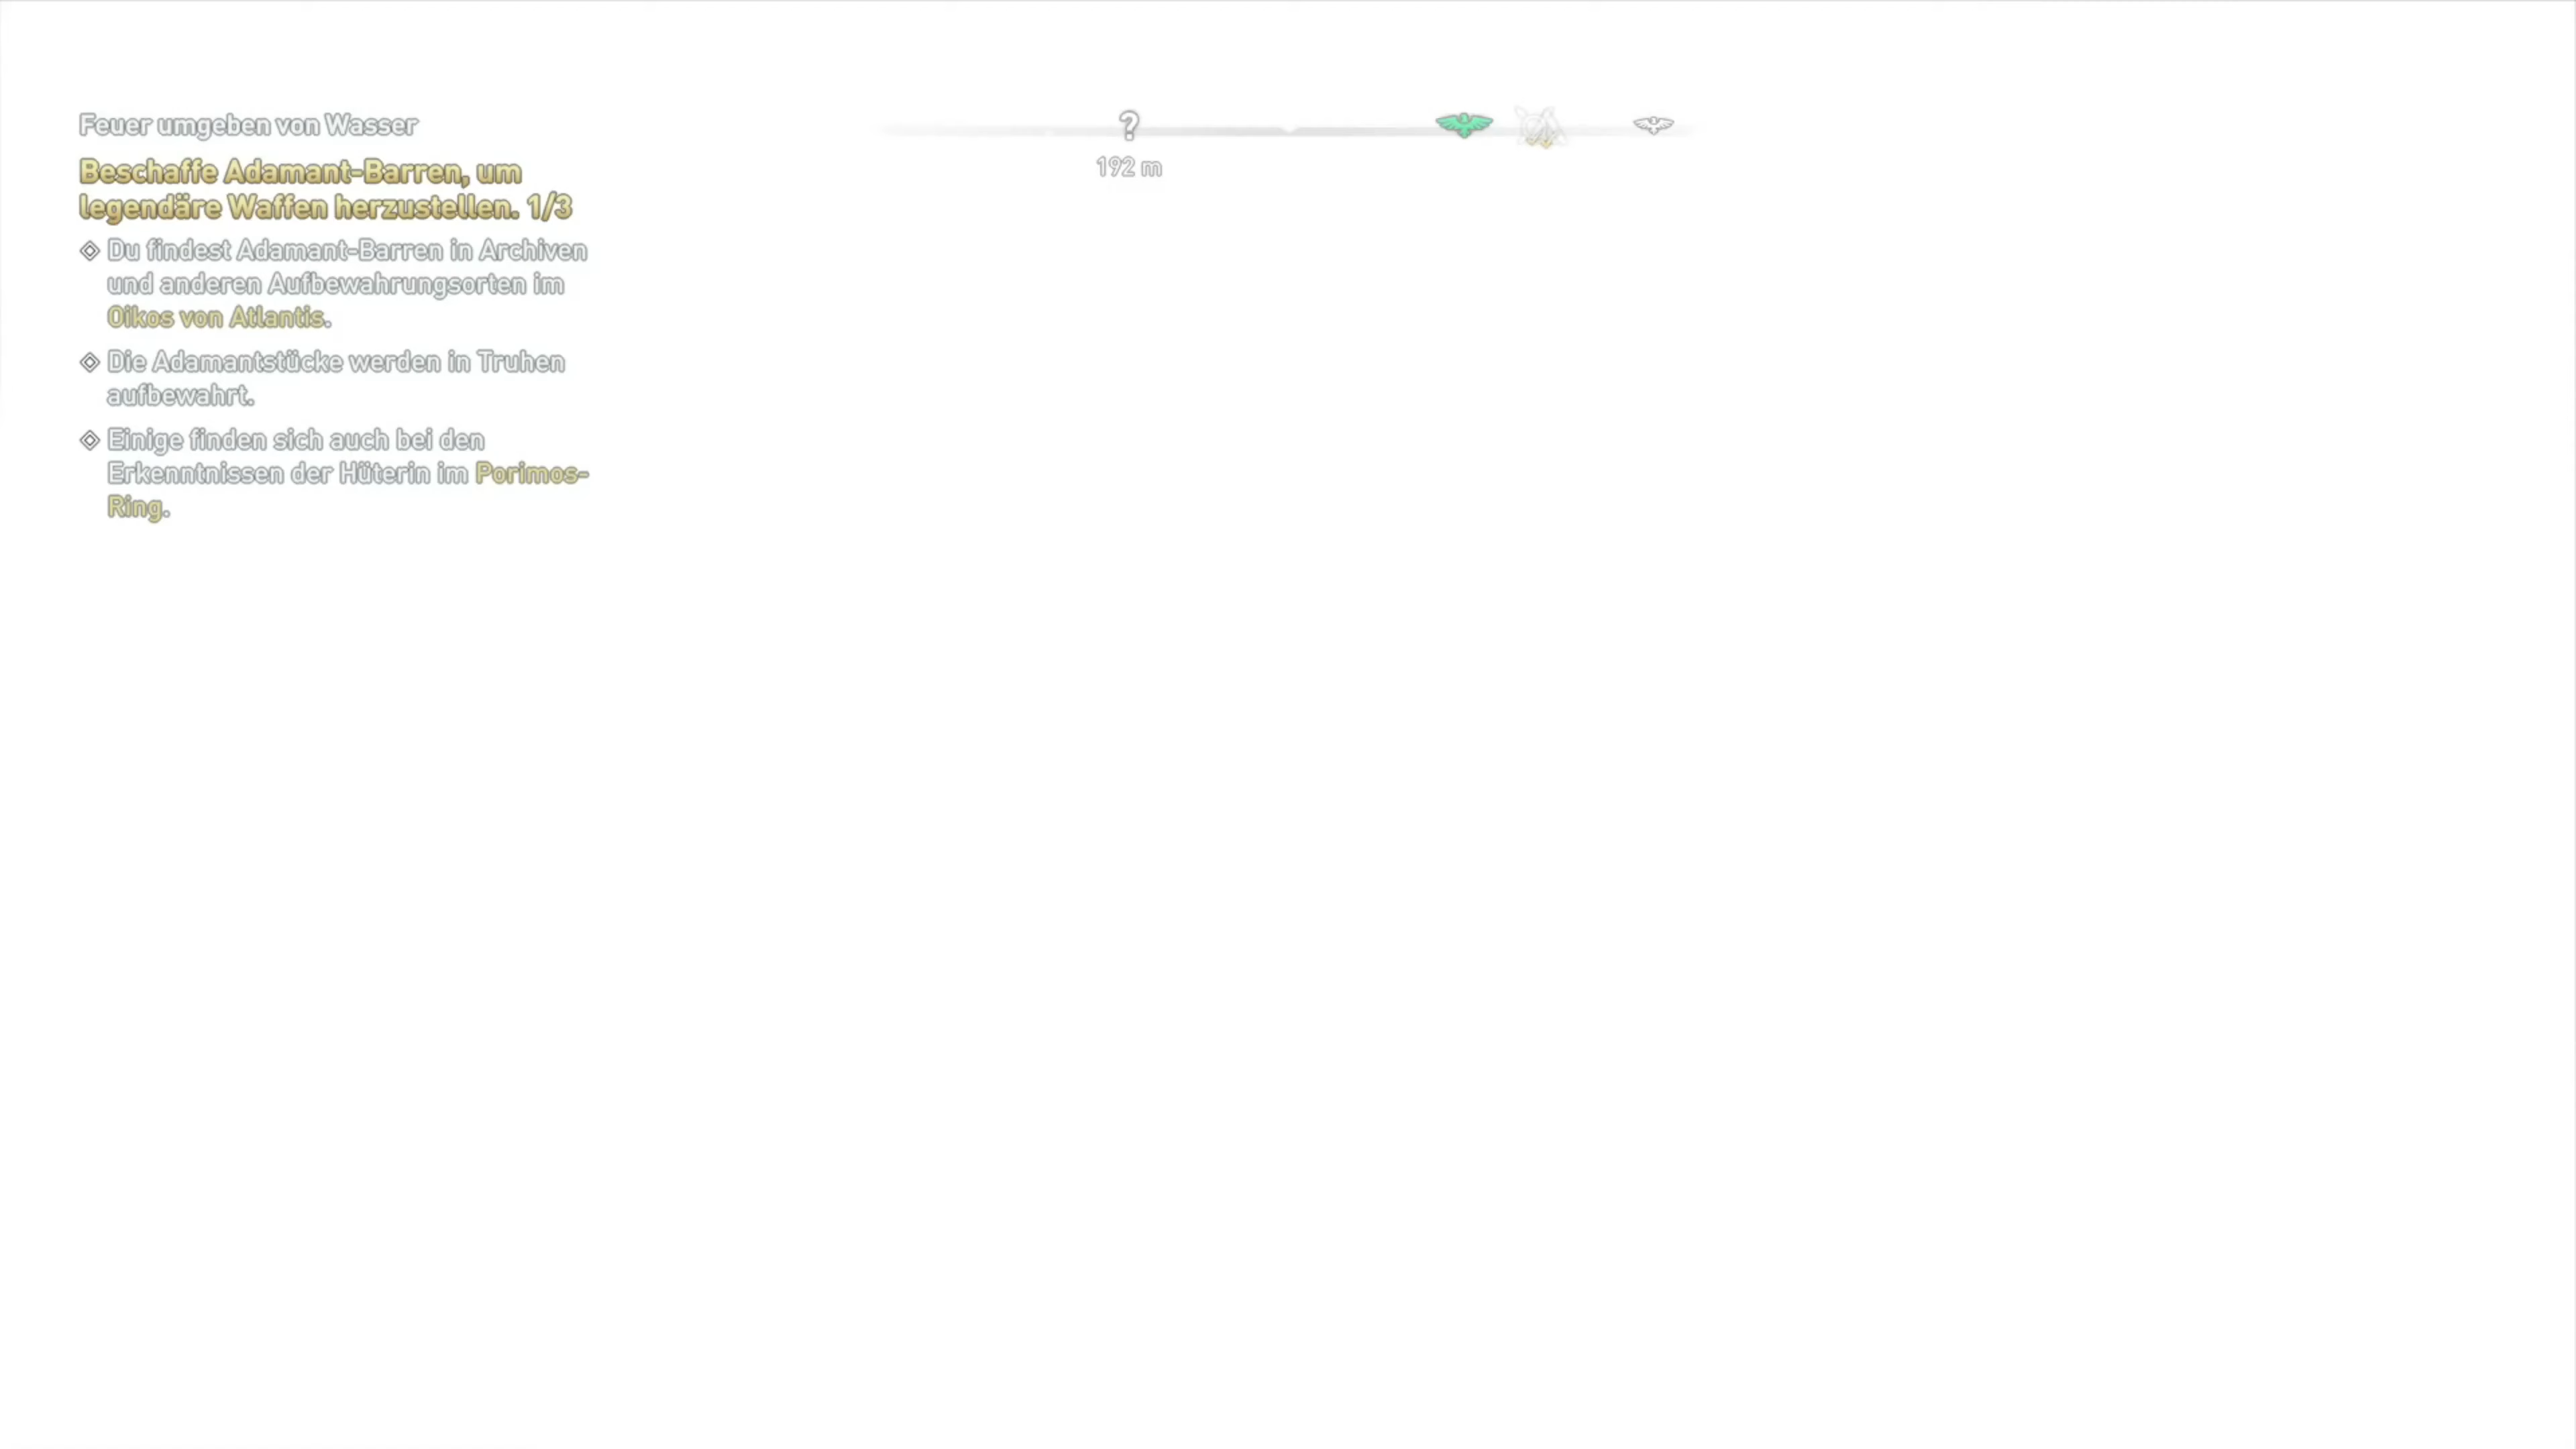 Feuer umgeben von Wasser
?
192 m
Beschaffe Adamant-Barren, um
legendäre Waffen herzustellen. 1/3
Du findest Adamant-Barren in Archiven
und anderen Aufbewahrungsorten im
Oikos von Atlantis.
Die Adamantstücke werden in Truhen
aufbewahrt.
Einige finden sich auch bei den
Erkenntnissen der Hüterin im Porimos-
Ring.